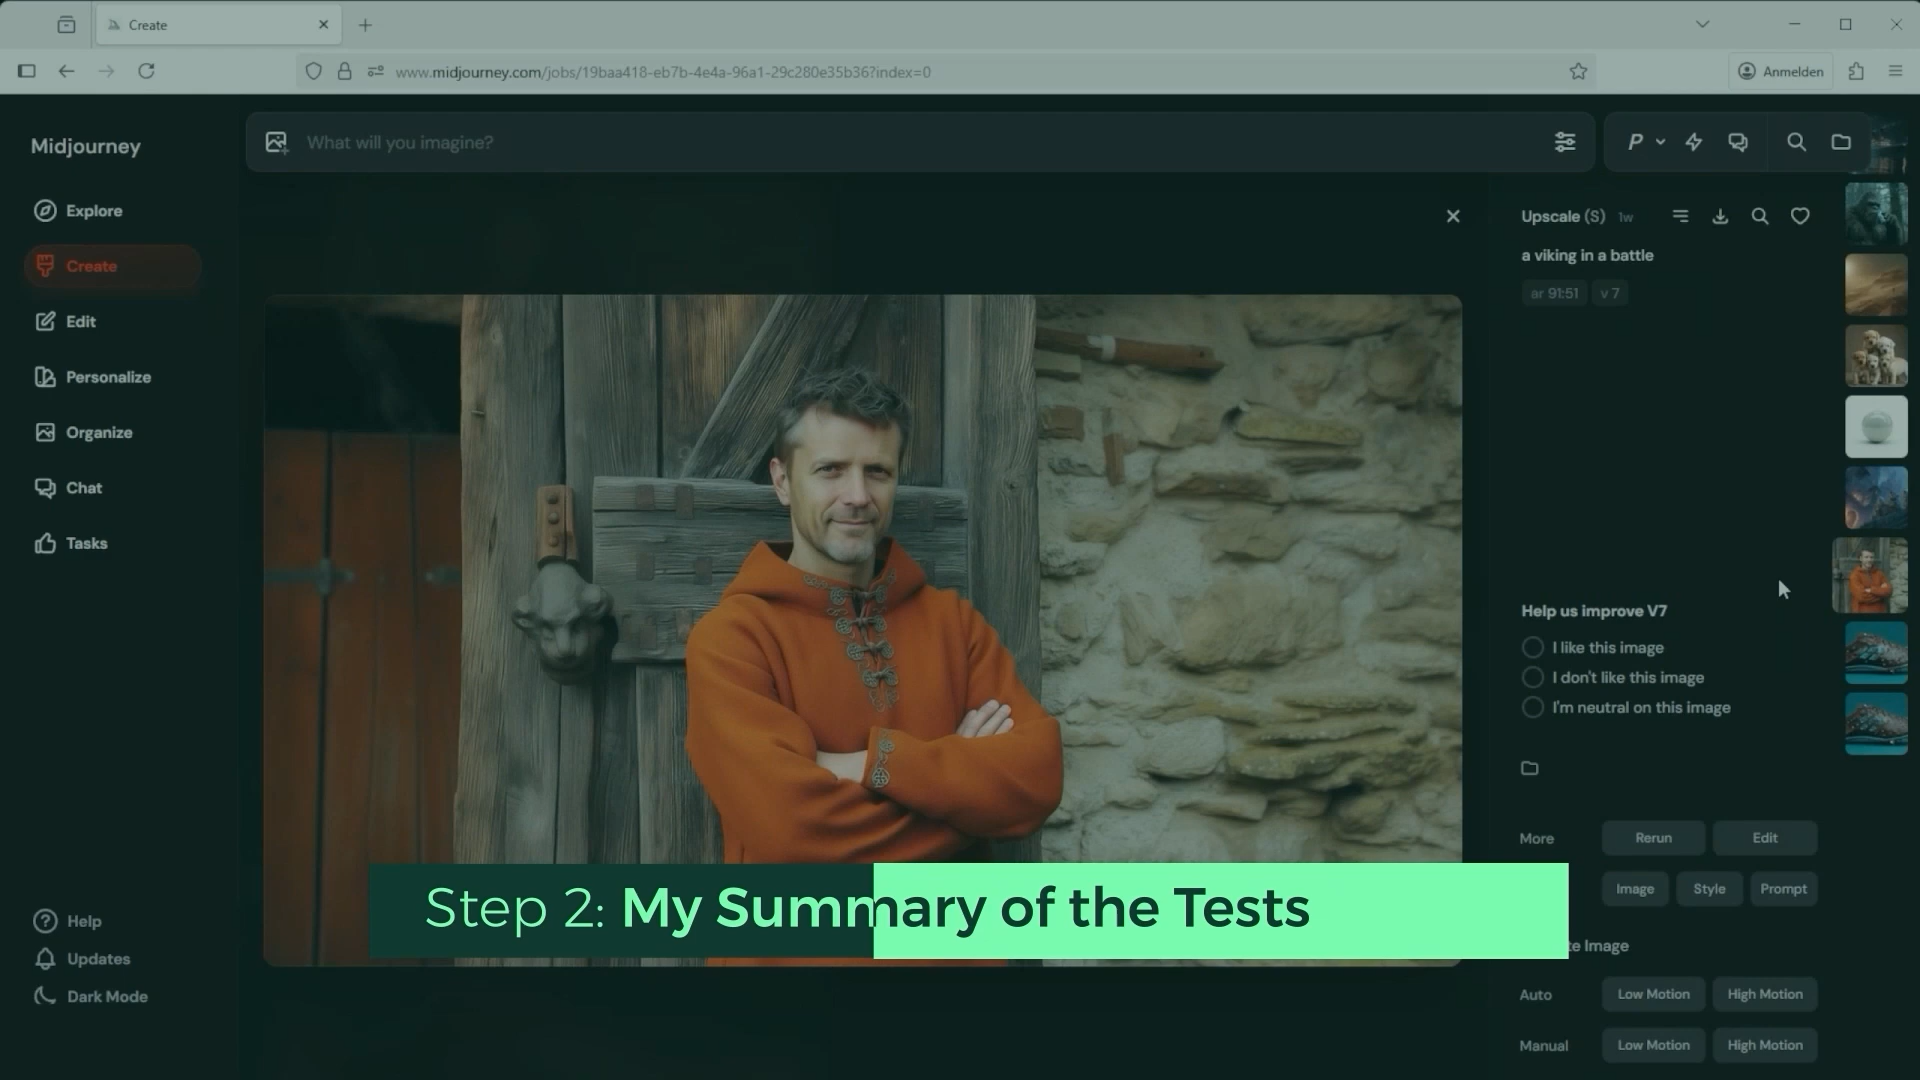 Create
www.midjourney.com/jobs/19baa418-eb7b-4e4a-96a1-29c280e35b36?index=0
Anmelden
Midjourney
What will you imagine?
P
Explore
Create
Edit
Personalize
Organize
Chat
Tasks
Help
Updates
Dark Mode
Upscale (S) 1w
a viking in a battle
ar 91:51 v 7
Help us improve V7
I like this image
I don't like this image
I'm neutral on this image
More Rerun Edit
Image Style Prompt
Step 2: My Summary of the Tests
Image
Auto Low Motion High Motion
Manual Low Motion High Motion